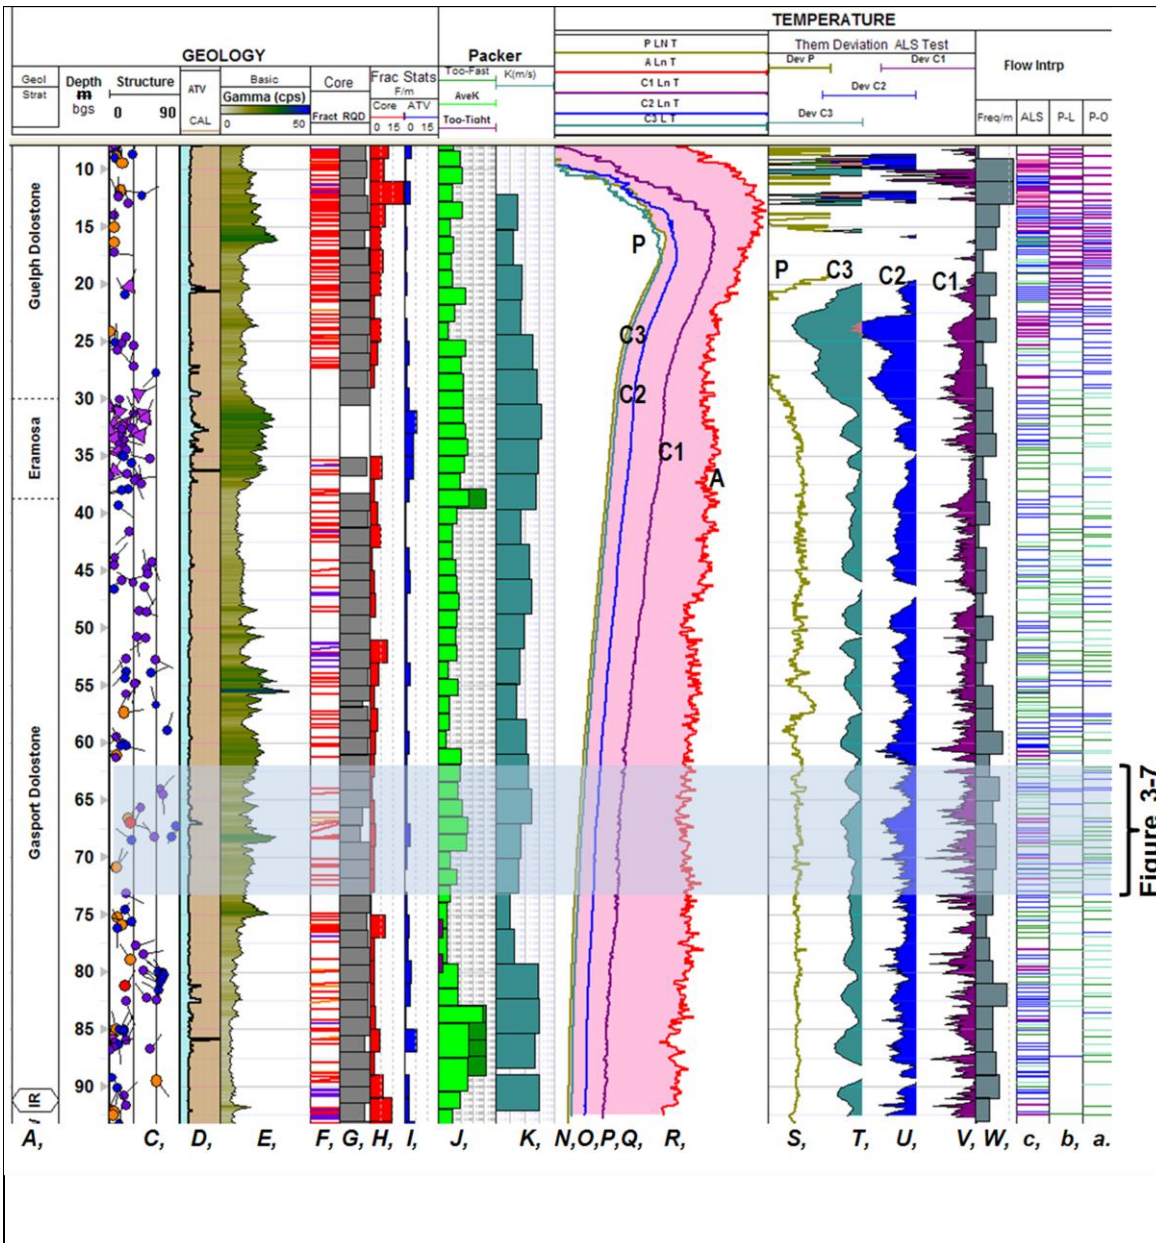 TEMPERATURE
GEOLOGY
Packer
P LN T
A Ln T
C1 Ln T
C2 Ln T
C3 L T
Them Deviation ALS Test
Dev P
Dev C1
Dev C2
Dev C3
Flow Intrp
Geol
Strat
Depth
m
bgs
Structure
0 90
ATV
CAL
Basic
Gamma (cps)
0 50
Core
Fract RQD
Frac Stats
F/m
Core ATV
0 15 0 15
Too-Fast
AveK
Too-Tight
K(m/s)
Freq/m ALS P-L P-O
Guelph Dolostone
Eramosa
Gasport Dolostone
IR
10
15
20
25
30
35
40
45
50
55
60
65
70
75
80
85
90
P
C3
C2
C1
A
P C3 C2 C1
Figure 3-7
A, C, D, E, F, G, H, I, J, K, N, O, P, Q, R, S, T, U, V, W, c, b, a.